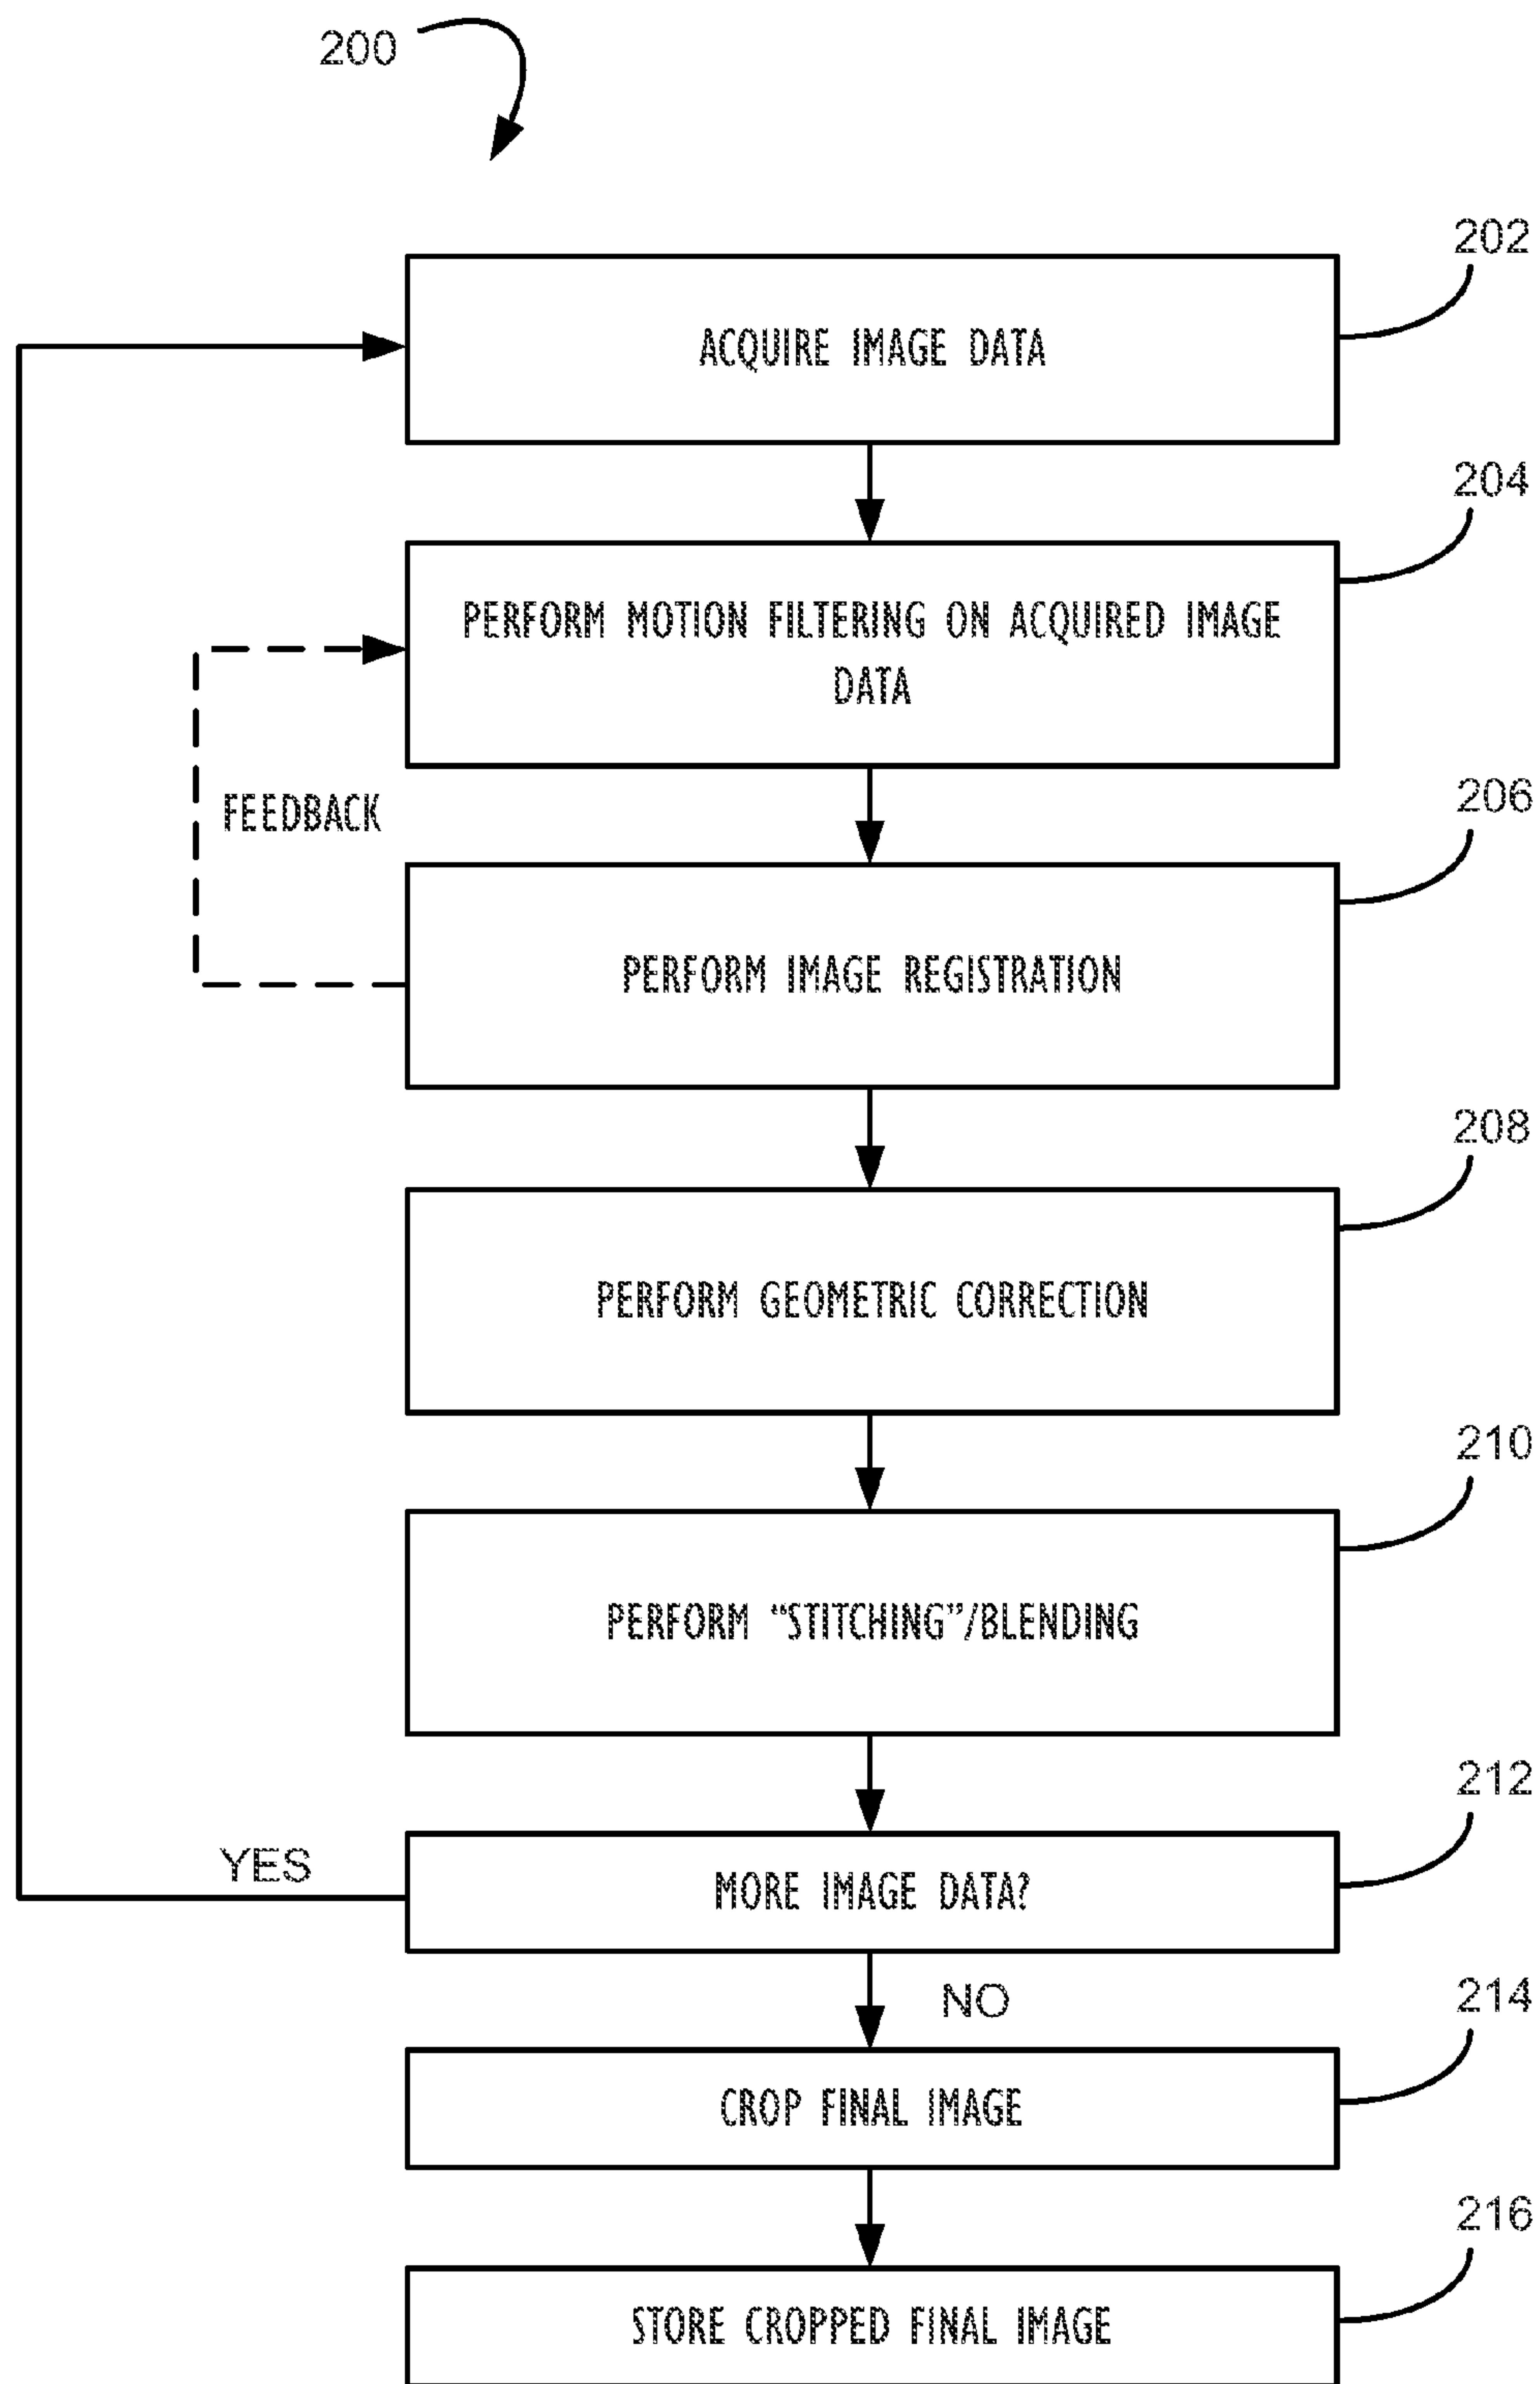 200
202
ACQUIRE IMAGE DATA
204
PERFORM MOTION FILTERING ON ACQUIRED IMAGE
DATA
FEEDBACK
206
PERFORM IMAGE REGISTRATION
208
PERFORM GEOMETRIC CORRECTION
210
PERFORM “STITCHING”/BLENDING
212
YES
MORE IMAGE DATA?
NO
214
CROP FINAL IMAGE
216
STORE CROPPED FINAL IMAGE